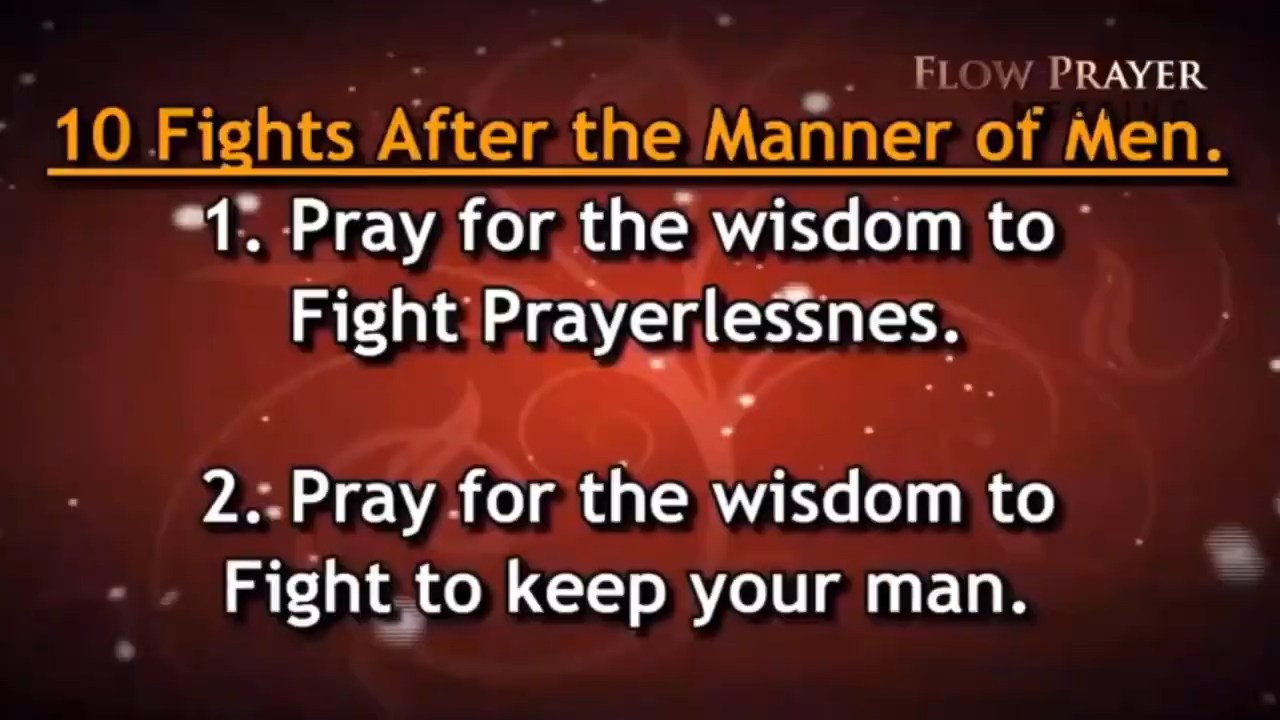 FLOW PRAYER
10 Fights After the Manner of Men.
1. Pray for the wisdom to
Fight Prayerlessnes.
2. Pray for the wisdom to
Fight to keep your man.